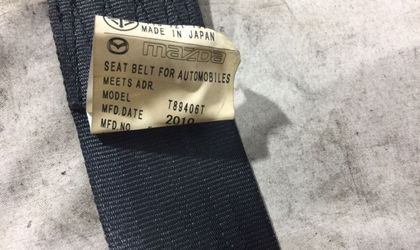 MADE IN JAPAN
mazda
SEAT BELT FOR AUTOMOBILES
MEETS ADR.
MODEL T89406T
MFD.DATE 2010
MFD.NO.